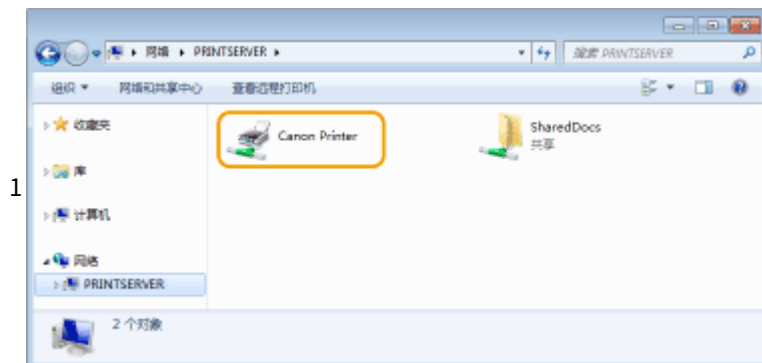 网络 ▸ PRINTSERVER ▸
搜索 PRINTSERVER
组织 ▾ 网络和共享中心 查看远程打印机
收藏夹
Canon Printer
SharedDocs
共享
库
1
计算机
网络
PRINTSERVER
2 个对象